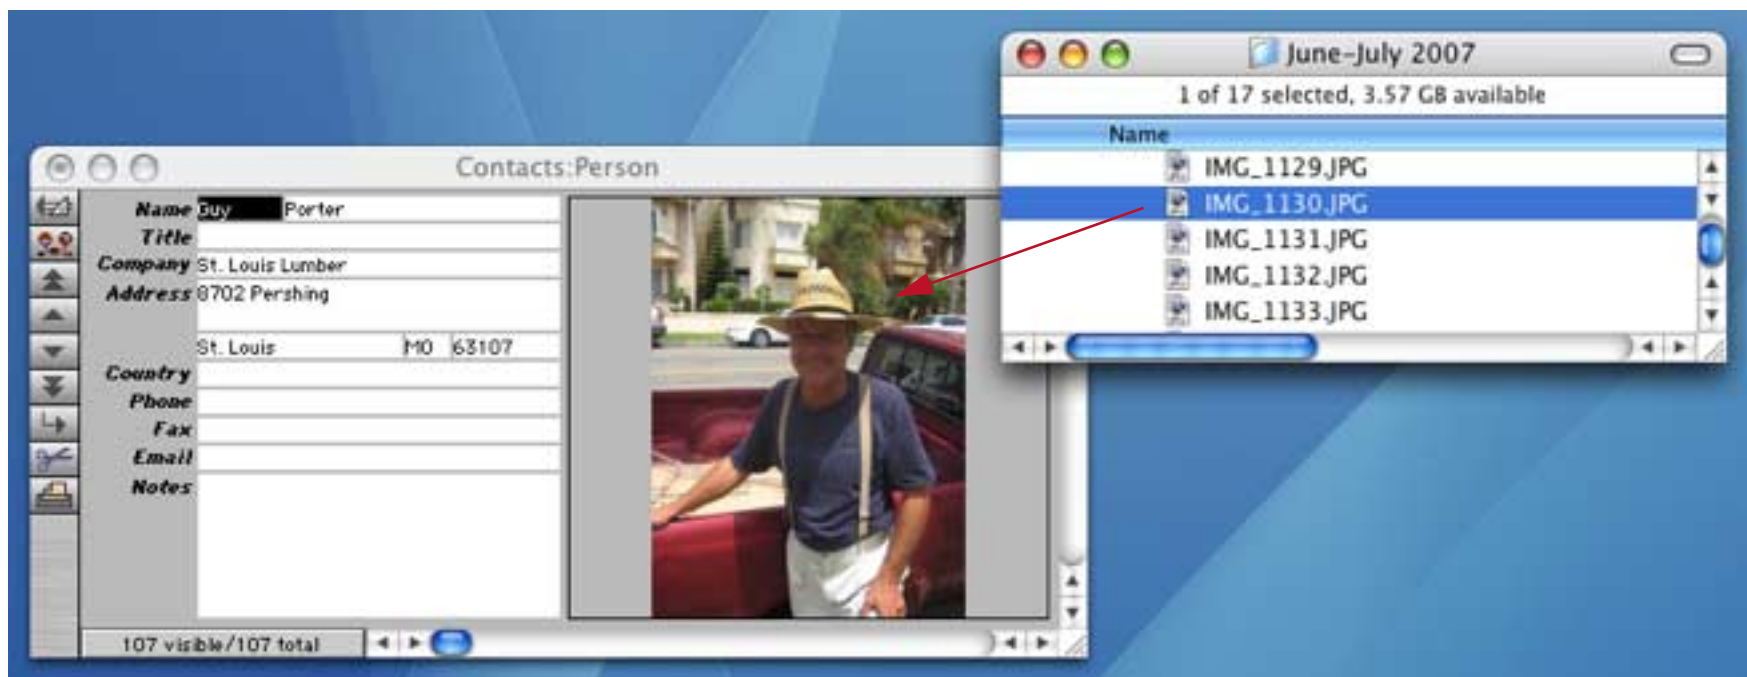 June-July 2007
1 of 17 selected, 3.57 GB available
Name
IMG_1129.JPG
IMG_1130.JPG
IMG_1131.JPG
IMG_1132.JPG
IMG_1133.JPG
Contacts:Person
Name Guy Porter
Title
Company St. Louis Lumber
Address 8702 Pershing
St. Louis MO 63107
Country
Phone
Fax
Email
Notes
107 visible/107 total